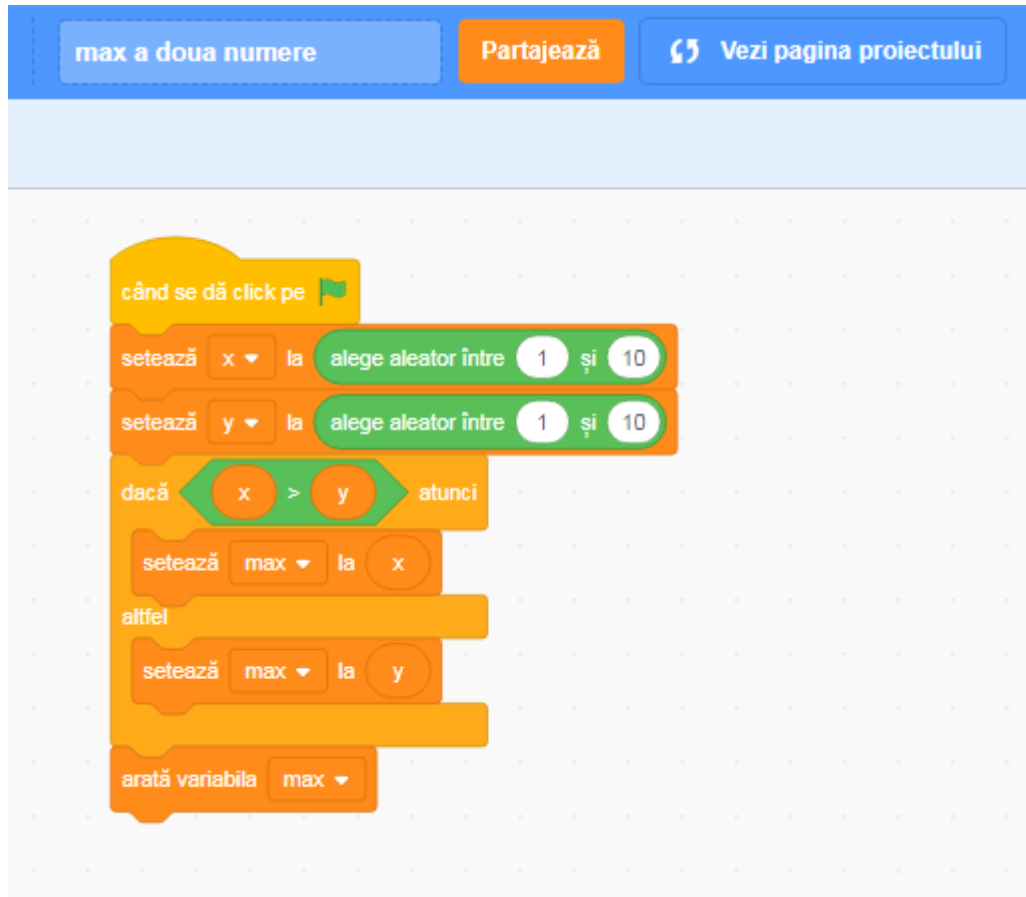 max a doua numere Partajează Vezi pagina proiectului
când se dă click pe
setează x la alege aleator între 1 și 10
setează y la alege aleator între 1 și 10
dacă x > y atunci
setează max la x
altfel
setează max la y
arată variabila max